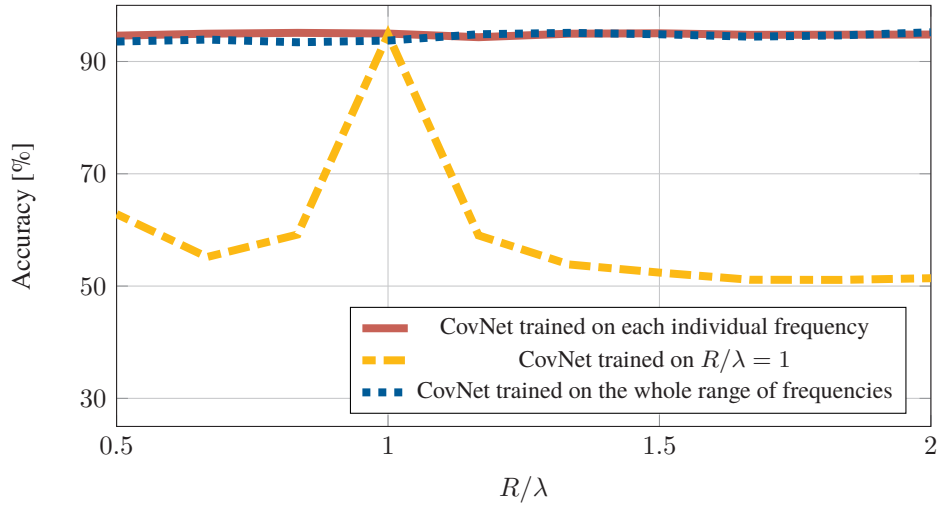 90
70
50
30
Accuracy [%]
CovNet trained on each individual frequency
CovNet trained on R/λ = 1
CovNet trained on the whole range of frequencies
0.5
1
1.5
2
R/λ